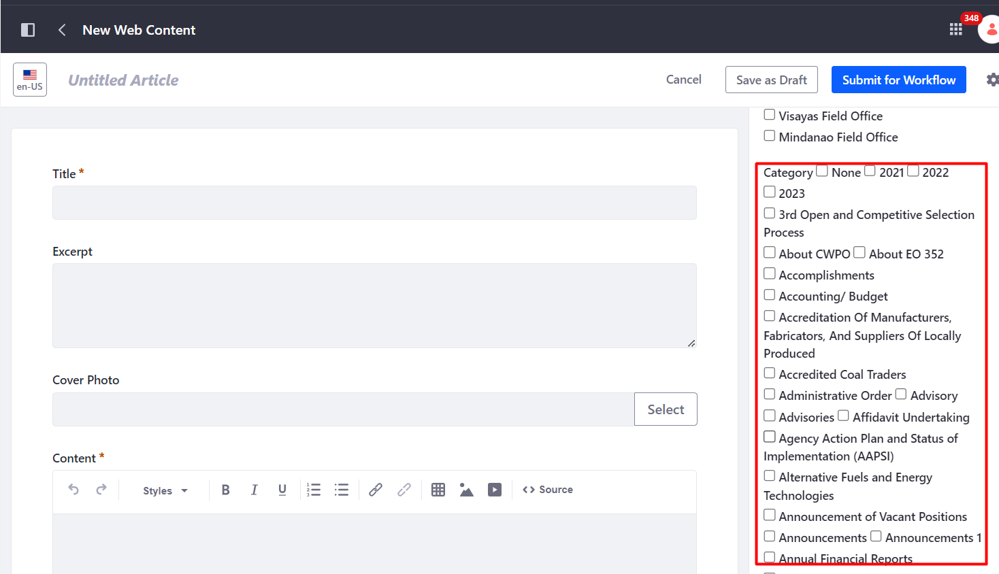 348
New Web Content
en-US
Untitled Article
Cancel
Save as Draft
Submit for Workflow
Title *
Excerpt
Cover Photo
Select
Content *
Styles
B I U
1 2 3
Source
Visayas Field Office
Mindanao Field Office
Category None 2021 2022
2023
3rd Open and Competitive Selection
Process
About CWPO About EO 352
Accomplishments
Accounting/ Budget
Accreditation Of Manufacturers,
Fabricators, And Suppliers Of Locally
Produced
Accredited Coal Traders
Administrative Order Advisory
Advisories Affidavit Undertaking
Agency Action Plan and Status of
Implementation (AAPSI)
Alternative Fuels and Energy
Technologies
Announcement of Vacant Positions
Announcements Announcements 1
Annual Financial Reports